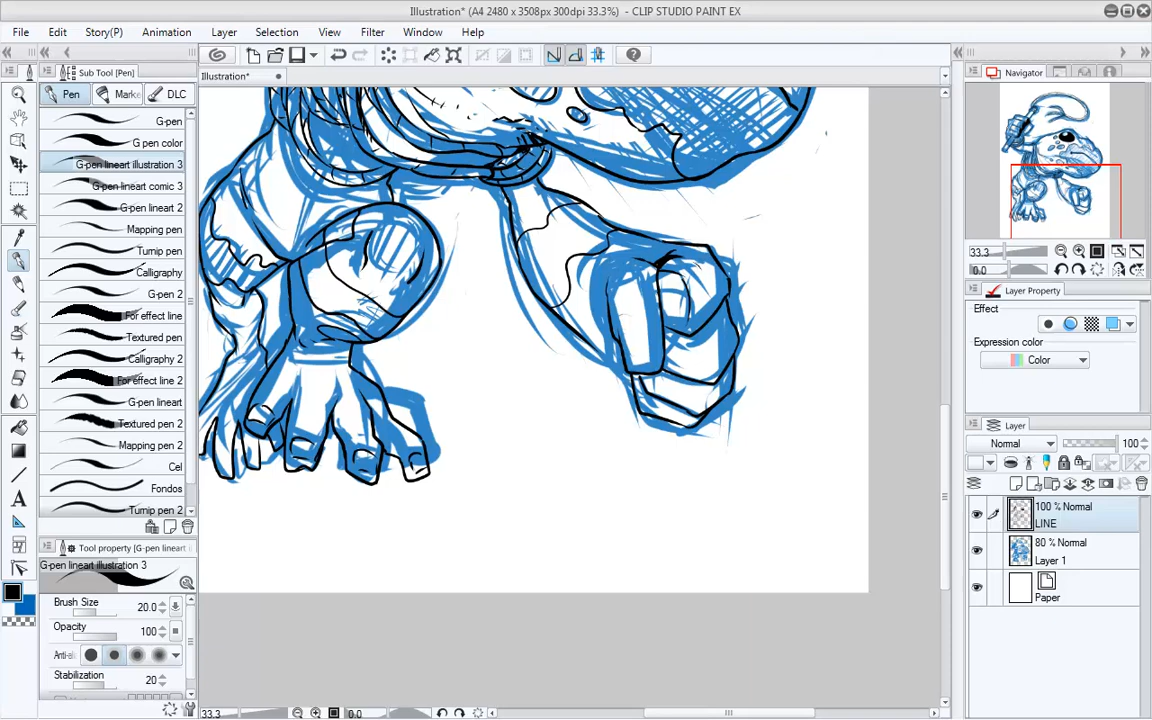 Illustration* (A4 2480 x 3508px 300dpi 33.3%) - CLIP STUDIO PAINT EX
File Edit View Story(P) Animation Layer Selection View Filter Window Help
Sub Tool [Pen]
Illustration*
Navigator
Pen
Marke
DLC
G-pen
G pen color
G-pen lineart illustration 3
G-pen lineart comic 3
G-pen lineart 2
Mapping pen
Turnip pen
Calligraphy
G-pen 2
For effect line
Textured pen
Calligraphy 2
For effect line 2
G-pen lineart
Textured pen 2
Mapping pen 2
Cel
Fondos
Turnip pen 2
Tool property [G-pen lineart il
G-pen lineart illustration 3
Brush Size 20.0
Opacity 100
Anti-al
Stabilization 20
33.3 0.0
33.3
0.0
Layer Property
Effect
Expression color
Color
Layer
Normal 100
100 % Normal
LINE
80 % Normal
Layer 1
Paper